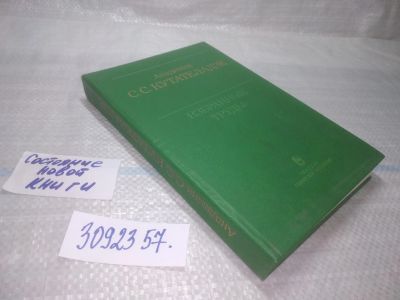 Академик
С.С.КУТАТЕЛАДЗЕ
ИЗБРАННЫЕ
ТРУДЫ
Состояние
новой
книги
3092357.